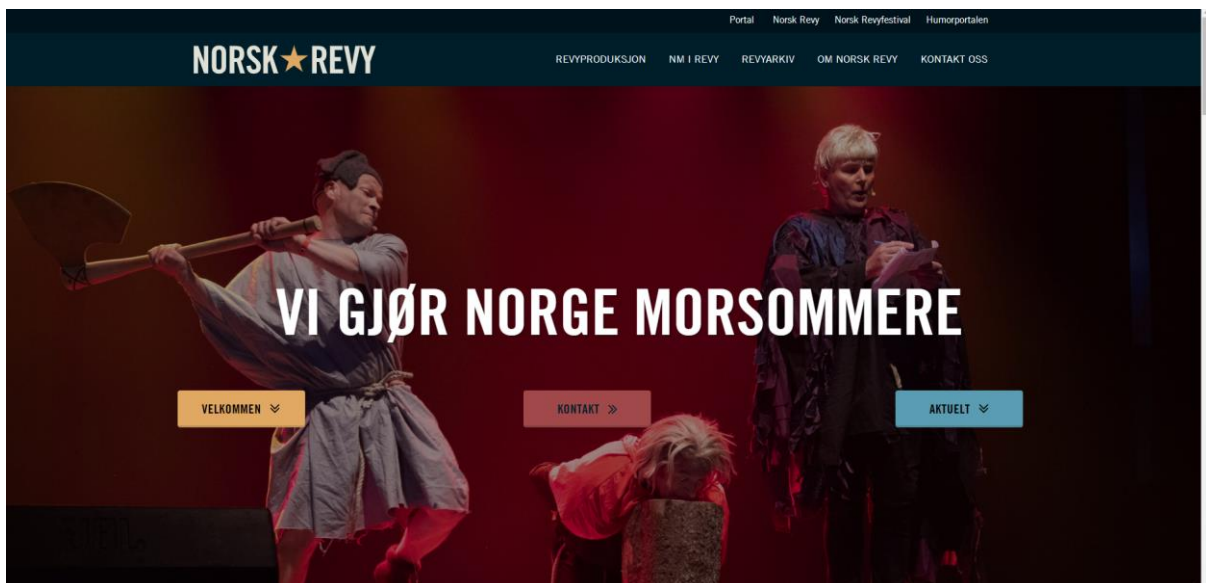 Portal Norsk Revy Norsk Revyfestival Humorportalen
NORSK★REVY
REVYPRODUKSJON NM I REVY REVYARKIV OM NORSK REVY KONTAKT OSS
VI GJØR NORGE MORSOMMERE
VELKOMMEN KONTAKT AKTUELT